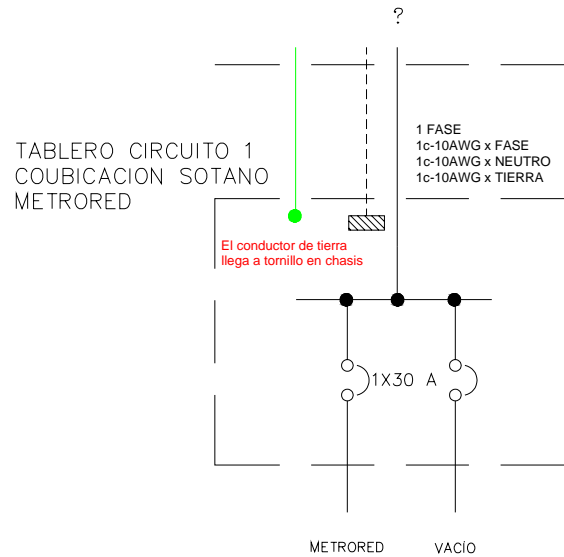 ?
1 FASE
1c-10AWG x FASE
1c-10AWG x NEUTRO
1c-10AWG x TIERRA
TABLERO CIRCUITO 1
COUBICACION SOTANO
METRORED
El conductor de tierra
llega a tornillo en chasis
1X30 A
METRORED
VACÍO